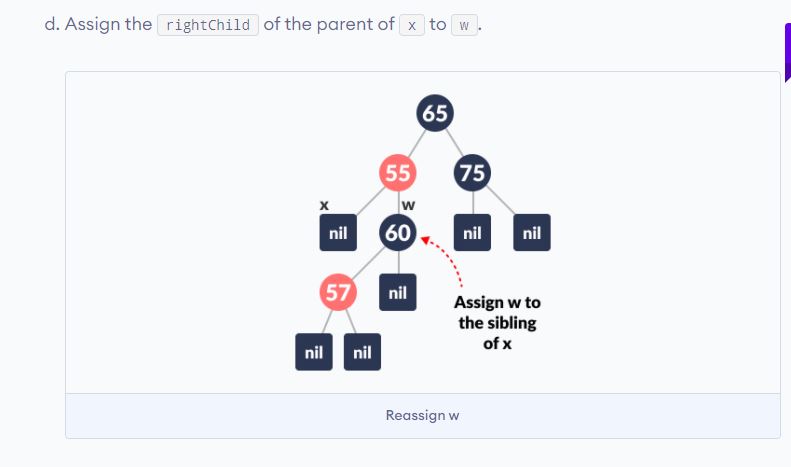 d. Assign the rightChild of the parent of x to w.
65
55
75
x
w
nil
60
nil
nil
57
nil
Assign w to
the sibling
of x
nil
nil
Reassign w